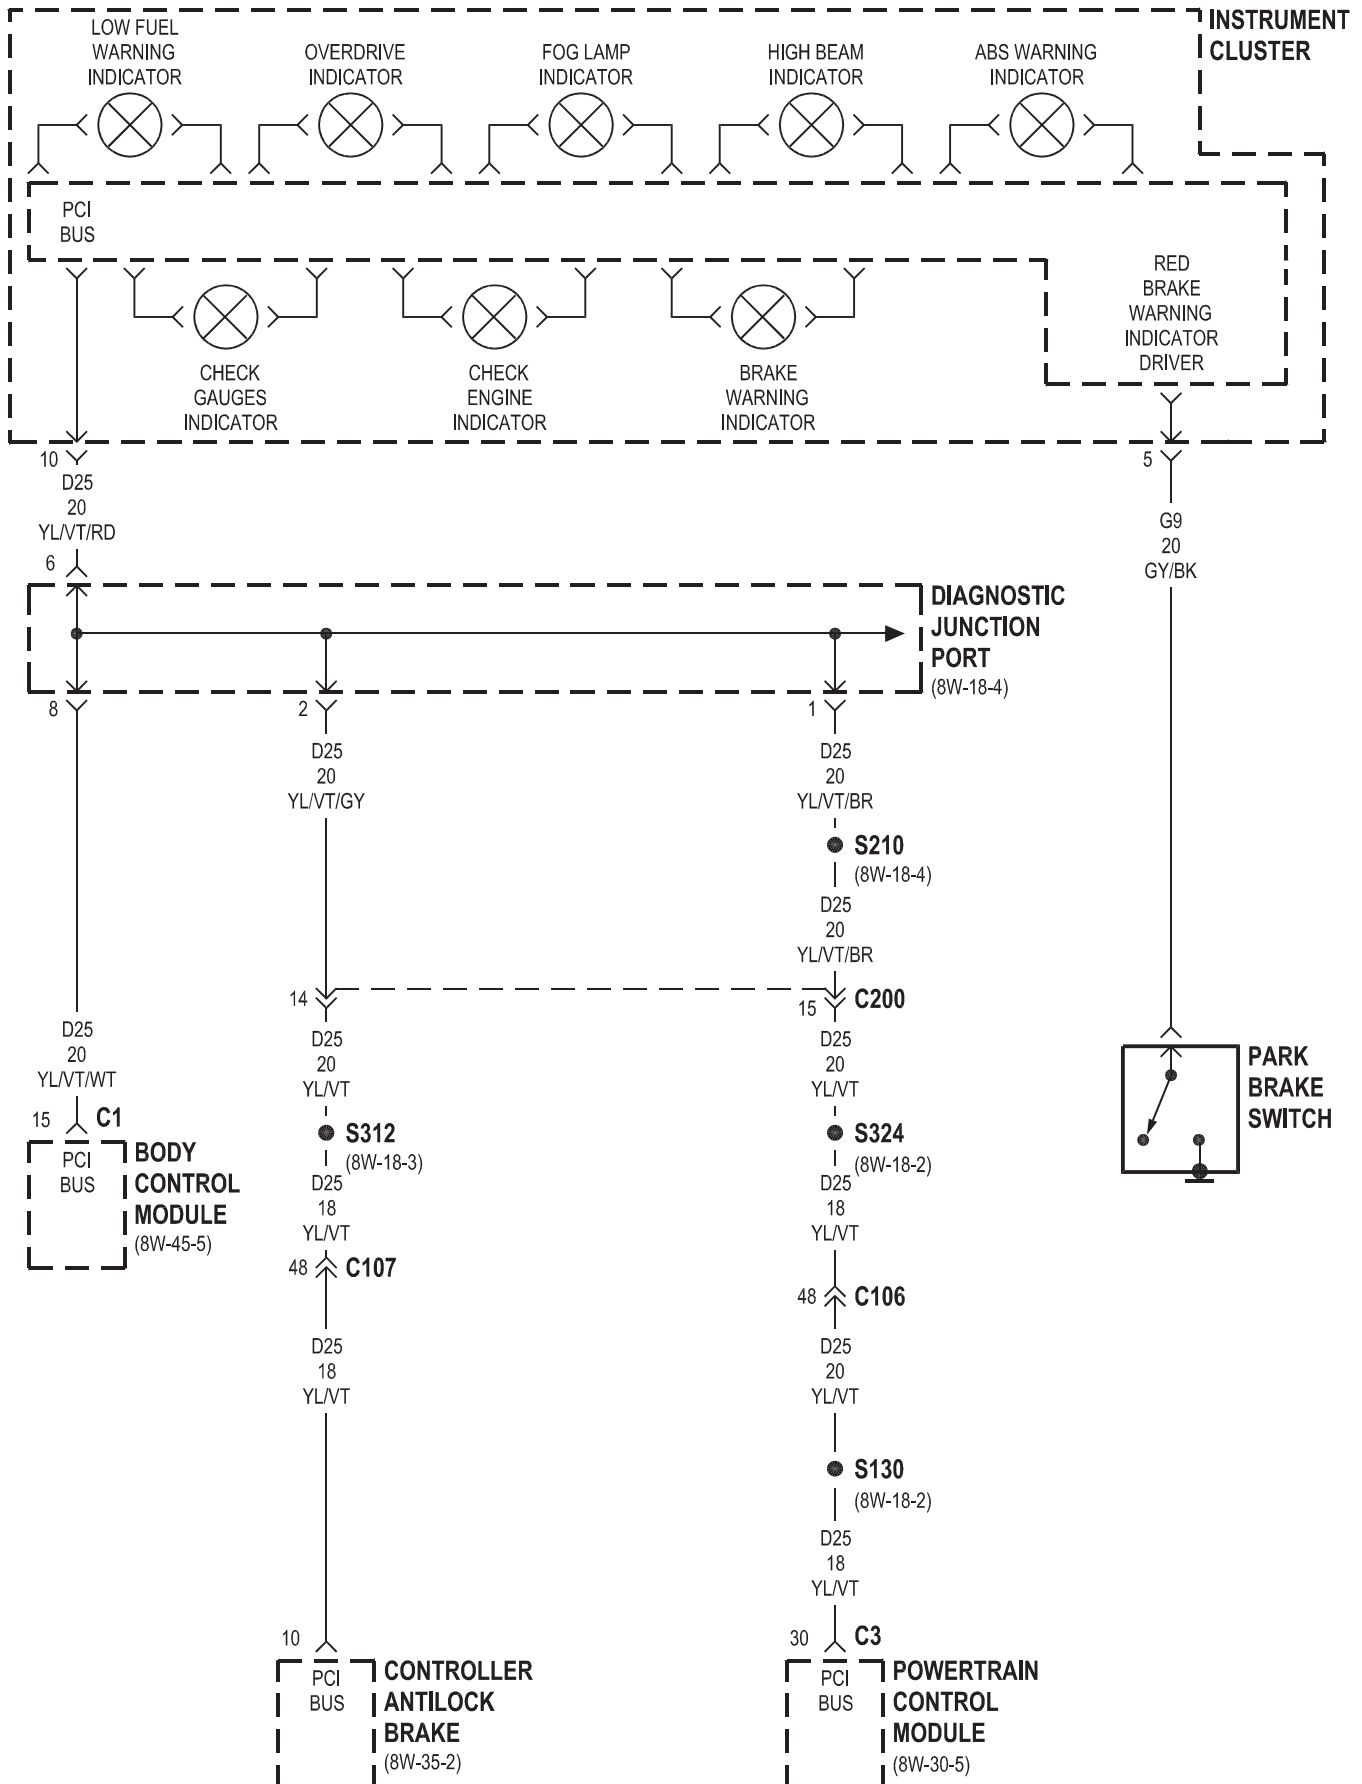 INSTRUMENT
CLUSTER
LOW FUEL
WARNING
INDICATOR
OVERDRIVE
INDICATOR
FOG LAMP
INDICATOR
HIGH BEAM
INDICATOR
ABS WARNING
INDICATOR
PCI
BUS
RED
BRAKE
WARNING
INDICATOR
DRIVER
CHECK
GAUGES
INDICATOR
CHECK
ENGINE
INDICATOR
BRAKE
WARNING
INDICATOR
10
D25
20
YL/VT/RD
6
5
G9
20
GY/BK
DIAGNOSTIC
JUNCTION
PORT
(8W-18-4)
8
2
1
D25
20
YL/VT/GY
D25
20
YL/VT/BR
S210
(8W-18-4)
D25
20
YL/VT/BR
14
15
C200
D25
20
YL/VT/WT
15
C1
PCI
BUS
BODY
CONTROL
MODULE
(8W-45-5)
D25
20
YL/VT
S312
(8W-18-3)
D25
18
YL/VT
48
C107
D25
18
YL/VT
10
PCI
BUS
CONTROLLER
ANTILOCK
BRAKE
(8W-35-2)
D25
20
YL/VT
S324
(8W-18-2)
D25
18
YL/VT
48
C106
D25
20
YL/VT
S130
(8W-18-2)
D25
18
YL/VT
30
C3
PCI
BUS
POWERTRAIN
CONTROL
MODULE
(8W-30-5)
PARK
BRAKE
SWITCH